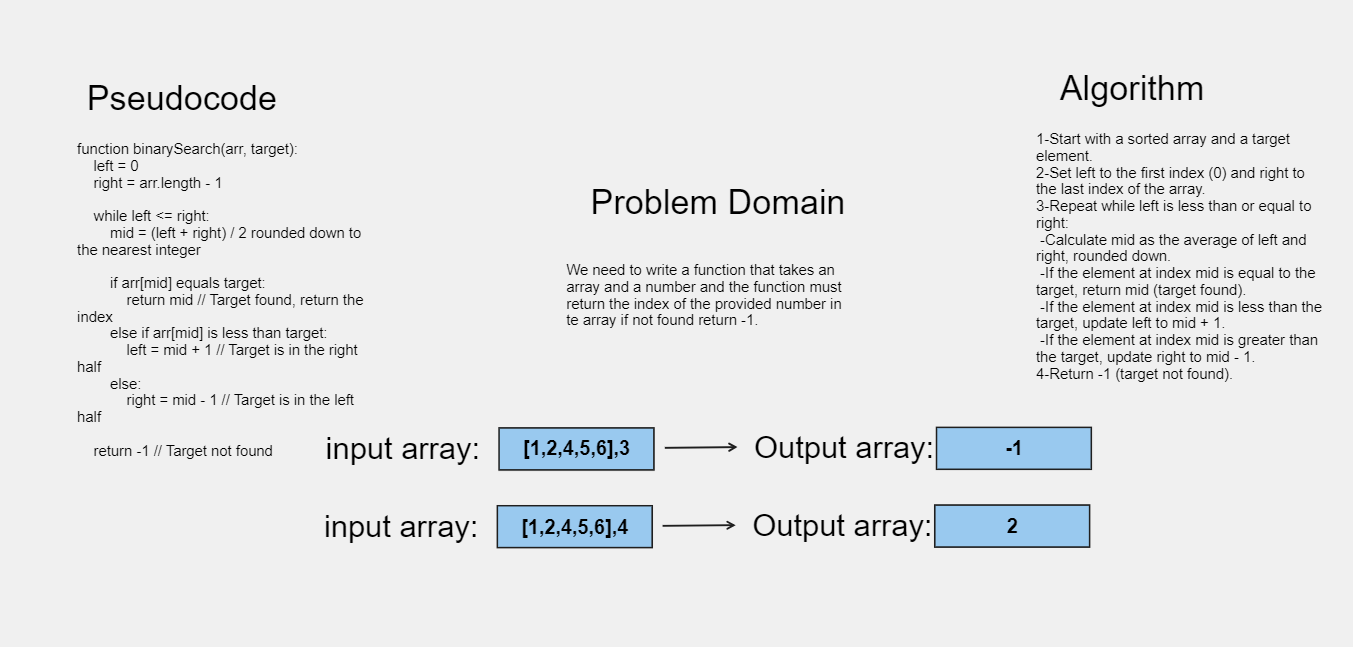 Pseudocode
function binarySearch(arr, target):
left = 0
right = arr.length - 1
while left <= right:
mid = (left + right) / 2 rounded down to
the nearest integer
if arr[mid] equals target:
return mid // Target found, return the
index
else if arr[mid] is less than target:
left = mid + 1 // Target is in the right
half
else:
right = mid - 1 // Target is in the left
half
return -1 // Target not found
Problem Domain
We need to write a function that takes an
array and a number and the function must
return the index of the provided number in
te array if not found return -1.
Algorithm
1-Start with a sorted array and a target
element.
2-Set left to the first index (0) and right to
the last index of the array.
3-Repeat while left is less than or equal to
right:
-Calculate mid as the average of left and
right, rounded down.
-If the element at index mid is equal to the
target, return mid (target found).
-If the element at index mid is less than the
target, update left to mid + 1.
-If the element at index mid is greater than
the target, update right to mid - 1.
4-Return -1 (target not found).
input array: [1,2,4,5,6],3 Output array: -1
input array: [1,2,4,5,6],4 Output array: 2